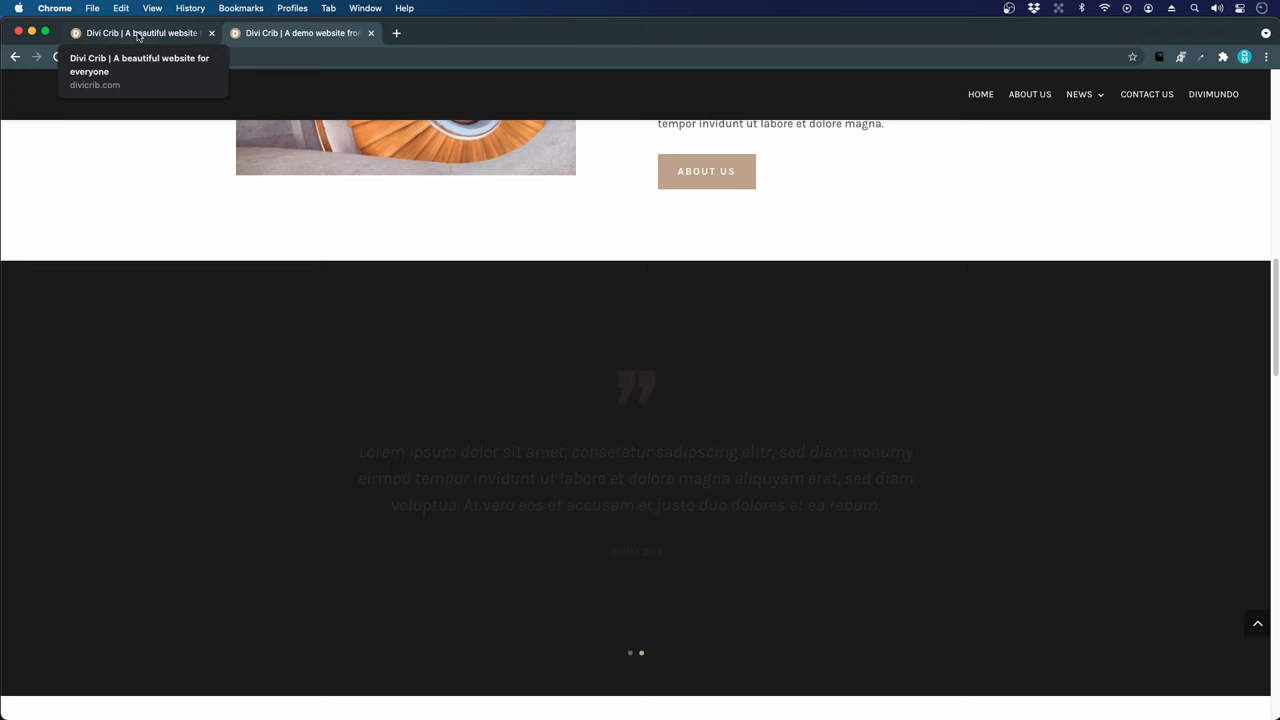 Chrome File Edit View History Bookmarks Profiles Tab Window Help
Divi Crib | A beautiful website f
Divi Crib | A demo website from
Divi Crib | A beautiful website for
everyone
divicrib.com
HOME ABOUT US NEWS CONTACT US DIVIMUNDO
tempor invidunt ut labore et dolore magna.
ABOUT US
”
Lorem ipsum dolor sit amet, consetetur sadipscing elitr, sed diam nonumy
eirmod tempor invidunt ut labore et dolore magna aliquyam erat, sed diam
voluptua. At vero eos et accusam et justo duo dolores et ea rebum.